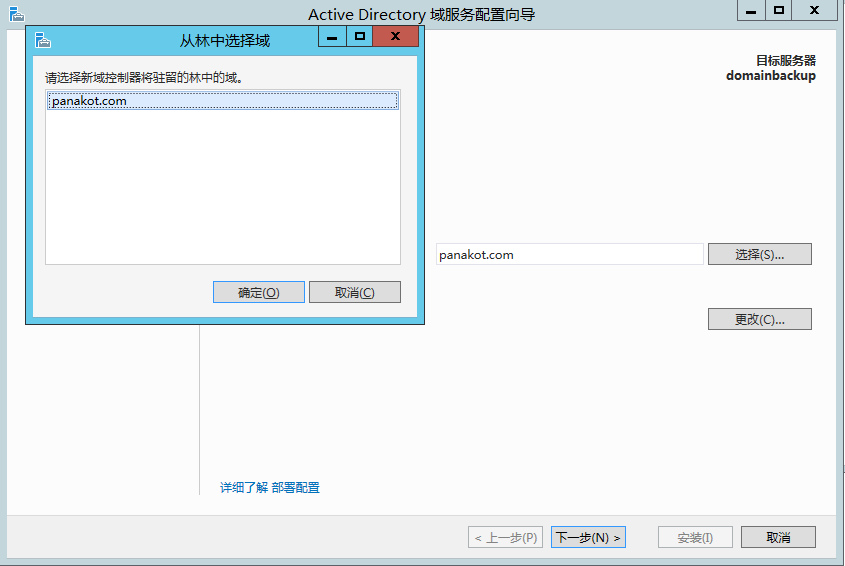 Active Directory 域服务配置向导
从林中选择域
请选择新域控制器将驻留的林中的域。
panakot.com
确定(O)
取消(C)
目标服务器
domainbackup
panakot.com
选择(S)...
更改(C)...
详细了解 部署配置
< 上一步(P)
下一步(N) >
安装(I)
取消